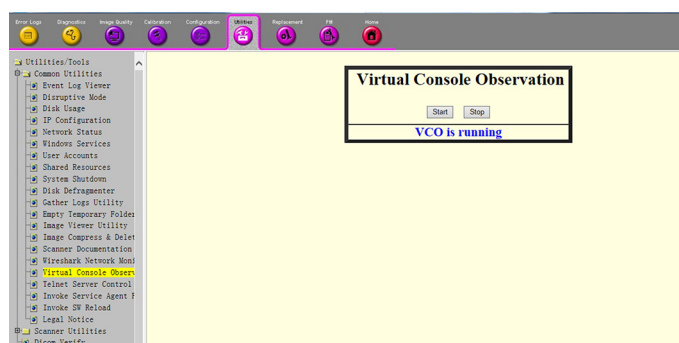 Error Logs
Diagnostics
Image Quality
Calibration
Configuration
Utilities
Replacement
PM
Home
Utilities/Tools
Common Utilities
Event Log Viewer
Disruptive Mode
Disk Usage
IP Configuration
Network Status
Windows Services
User Accounts
Shared Resources
System Shutdown
Disk Defragmenter
Gather Logs Utility
Empty Temporary Folder
Image Viewer Utility
Image Compress & Delet
Scanner Documentation
Wireshark Network Moni
Virtual Console Observ
Telnet Server Control
Invoke Service Agent
Invoke SW Reload
Legal Notice
Scanner Utilities
Dicom Verify
Virtual Console Observation
Start Stop
VCO is running